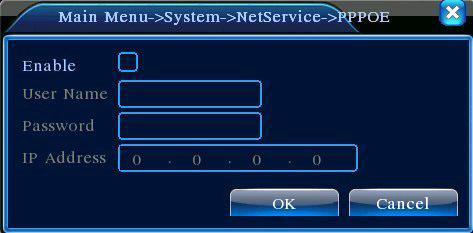 Main Menu->System->NetService->PPPOE
Enable
User Name
Password
IP Address 0 . 0 . 0 . 0
OK Cancel